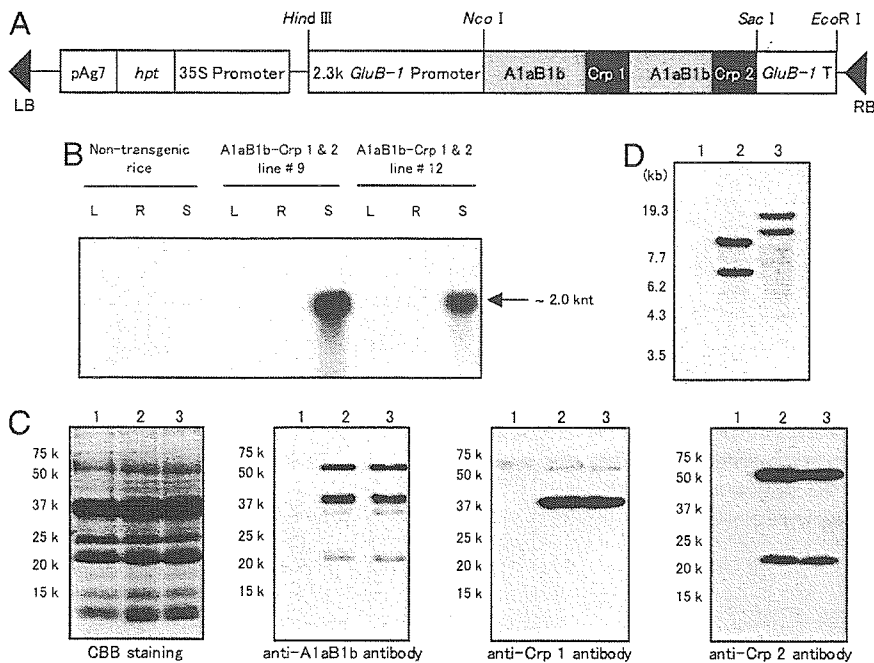 A
Hind III
Nco I
Sac I
EcoR I
pAg7
hpt
35S Promoter
2.3k GluB-1 Promoter
A1aB1b
Crp 1
A1aB1b
Crp 2
GluB-1 T
LB
RB
B
Non-transgenic rice
A1aB1b-Crp 1 & 2 line # 9
A1aB1b-Crp 1 & 2 line # 12
L R S L R S L R S
~ 2.0 knt
D
1 2 3
(kb)
19.3
7.7
6.2
4.3
3.5
C
1 2 3
75 k
50 k
37 k
25 k
20 k
15 k
CBB staining
1 2 3
75 k
50 k
37 k
25 k
20 k
15 k
anti-A1aB1b antibody
1 2 3
75 k
50 k
37 k
25 k
20 k
15 k
anti-Crp 1 antibody
1 2 3
75 k
50 k
37 k
25 k
20 k
15 k
anti-Crp 2 antibody